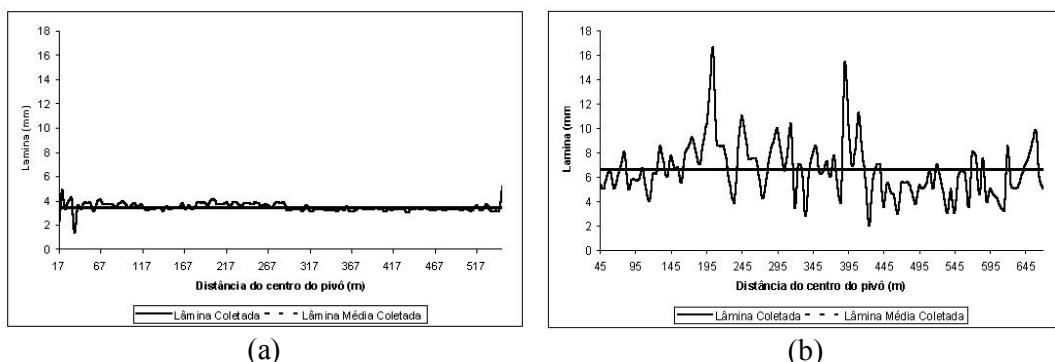 18
16
14
12
10
8
6
4
2
0
Lamina (mm)
17 67 117 167 217 267 317 367 417 467 517
Distância do centro do pivô (m)
Lâmina Coletada Lâmina Média Coletada
(a)
18
16
14
12
10
8
6
4
2
0
Lamina (mm
45 95 145 195 245 295 345 395 445 495 545 595 645
Distância do centro do pivô (m)
Lâmina Coletada Lâmina Média Coletada
(b)